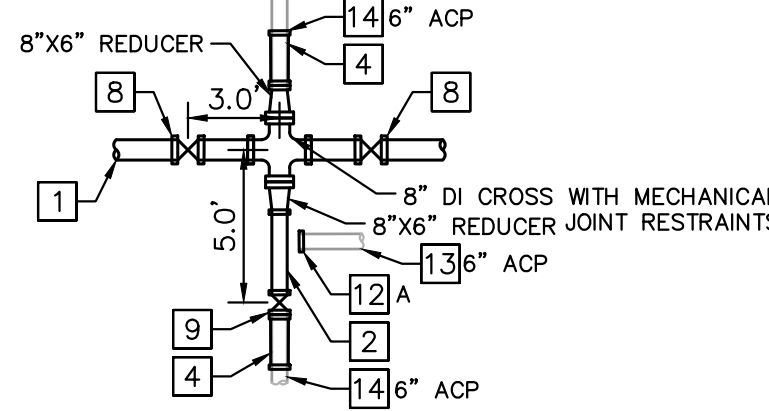 14 6" ACP
8"X6" REDUCER
4
8
3.0'
8
1
8" DI CROSS WITH MECHANICAL
JOINT RESTRAINTS
8"X6" REDUCER
5.0'
13 6" ACP
12 A
9
2
4
14 6" ACP